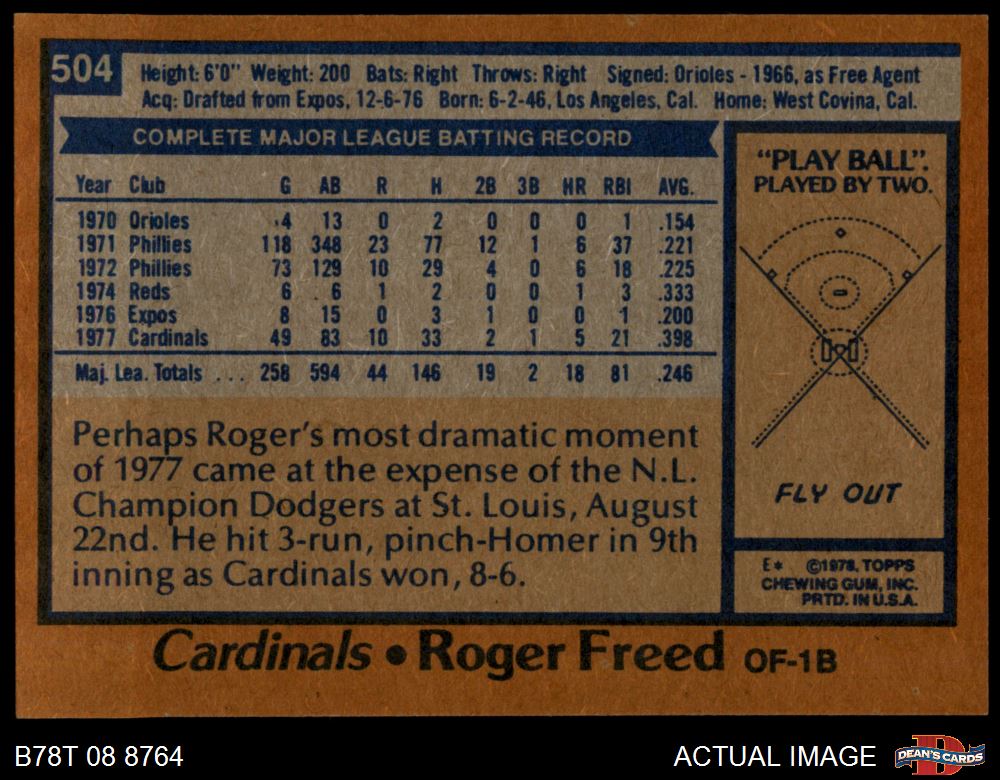 504
Height: 6'0" Weight: 200 Bats: Right Throws: Right Signed: Orioles - 1966, as Free Agent
Acq: Drafted from Expos, 12-6-76 Born: 6-2-46, Los Angeles, Cal. Home: West Covina, Cal.
COMPLETE MAJOR LEAGUE BATTING RECORD
Year Club G AB R H 2B 3B HR RBI AVG.
1970 Orioles 4 13 0 2 0 0 0 1 .154
1971 Phillies 118 348 23 77 12 1 6 37 .221
1972 Phillies 73 129 10 29 4 0 6 18 .225
1974 Reds 6 6 1 2 0 0 1 3 .333
1976 Expos 8 15 0 3 1 0 0 1 .200
1977 Cardinals 49 83 10 33 2 1 5 21 .398
Maj. Lea. Totals ... 258 594 44 146 19 2 18 81 .246
Perhaps Roger's most dramatic moment
of 1977 came at the expense of the N.L.
Champion Dodgers at St. Louis, August
22nd. He hit 3-run, pinch-Homer in 9th
inning as Cardinals won, 8-6.
"PLAY BALL".
PLAYED BY TWO.
FLY OUT
E* ©1978, TOPPS
CHEWING GUM, INC.
PRTD. IN U.S.A.
Cardinals • Roger Freed OF-1B
B78T 08 8764
ACTUAL IMAGE
D
DEAN'S CARDS